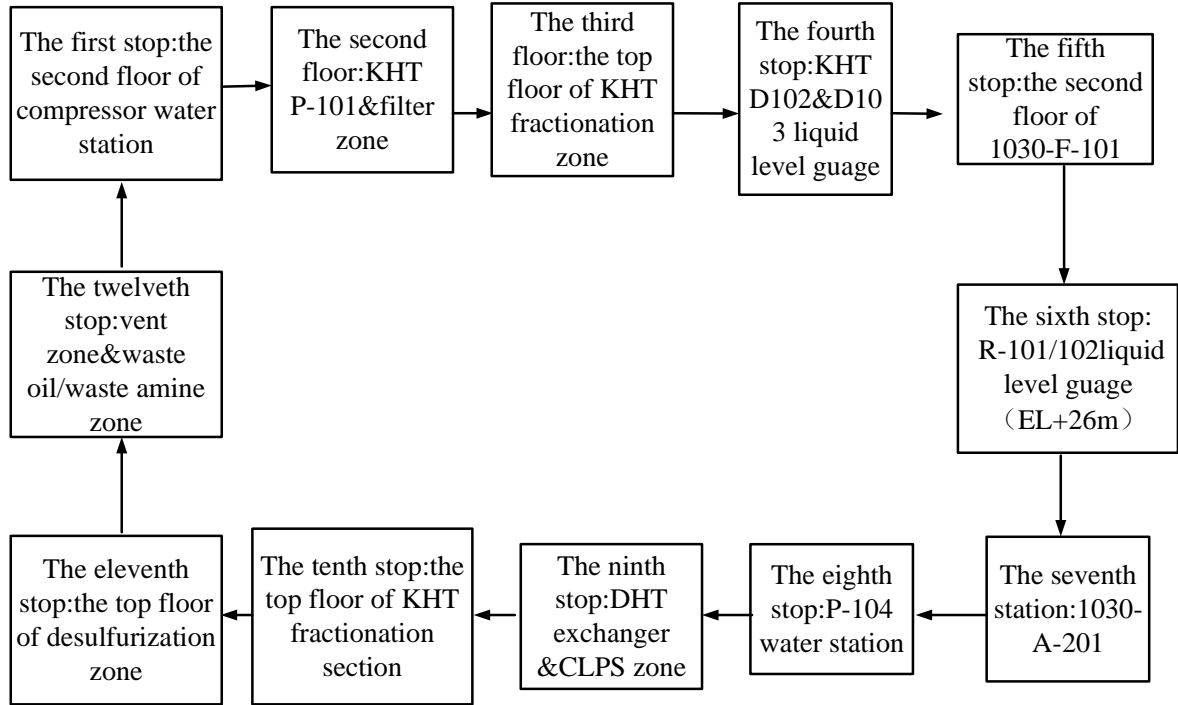 The first stop:the
second floor of
compressor water
station
The second
floor:KHT
P-101&filter
zone
The third
floor:the top
floor of KHT
fractionation
zone
The fourth
stop:KHT
D102&D10
3 liquid
level guage
The fifth
stop:the second
floor of
1030-F-101
The sixth stop:
R-101/102liquid
level guage
（EL+26m）
The seventh
station:1030-
A-201
The eighth
stop:P-104
water station
The ninth
stop:DHT
exchanger
&CLPS zone
The tenth stop:the
top floor of KHT
fractionation
section
The eleventh
stop:the top floor
of desulfurization
zone
The twelveth
stop:vent
zone&waste
oil/waste amine
zone